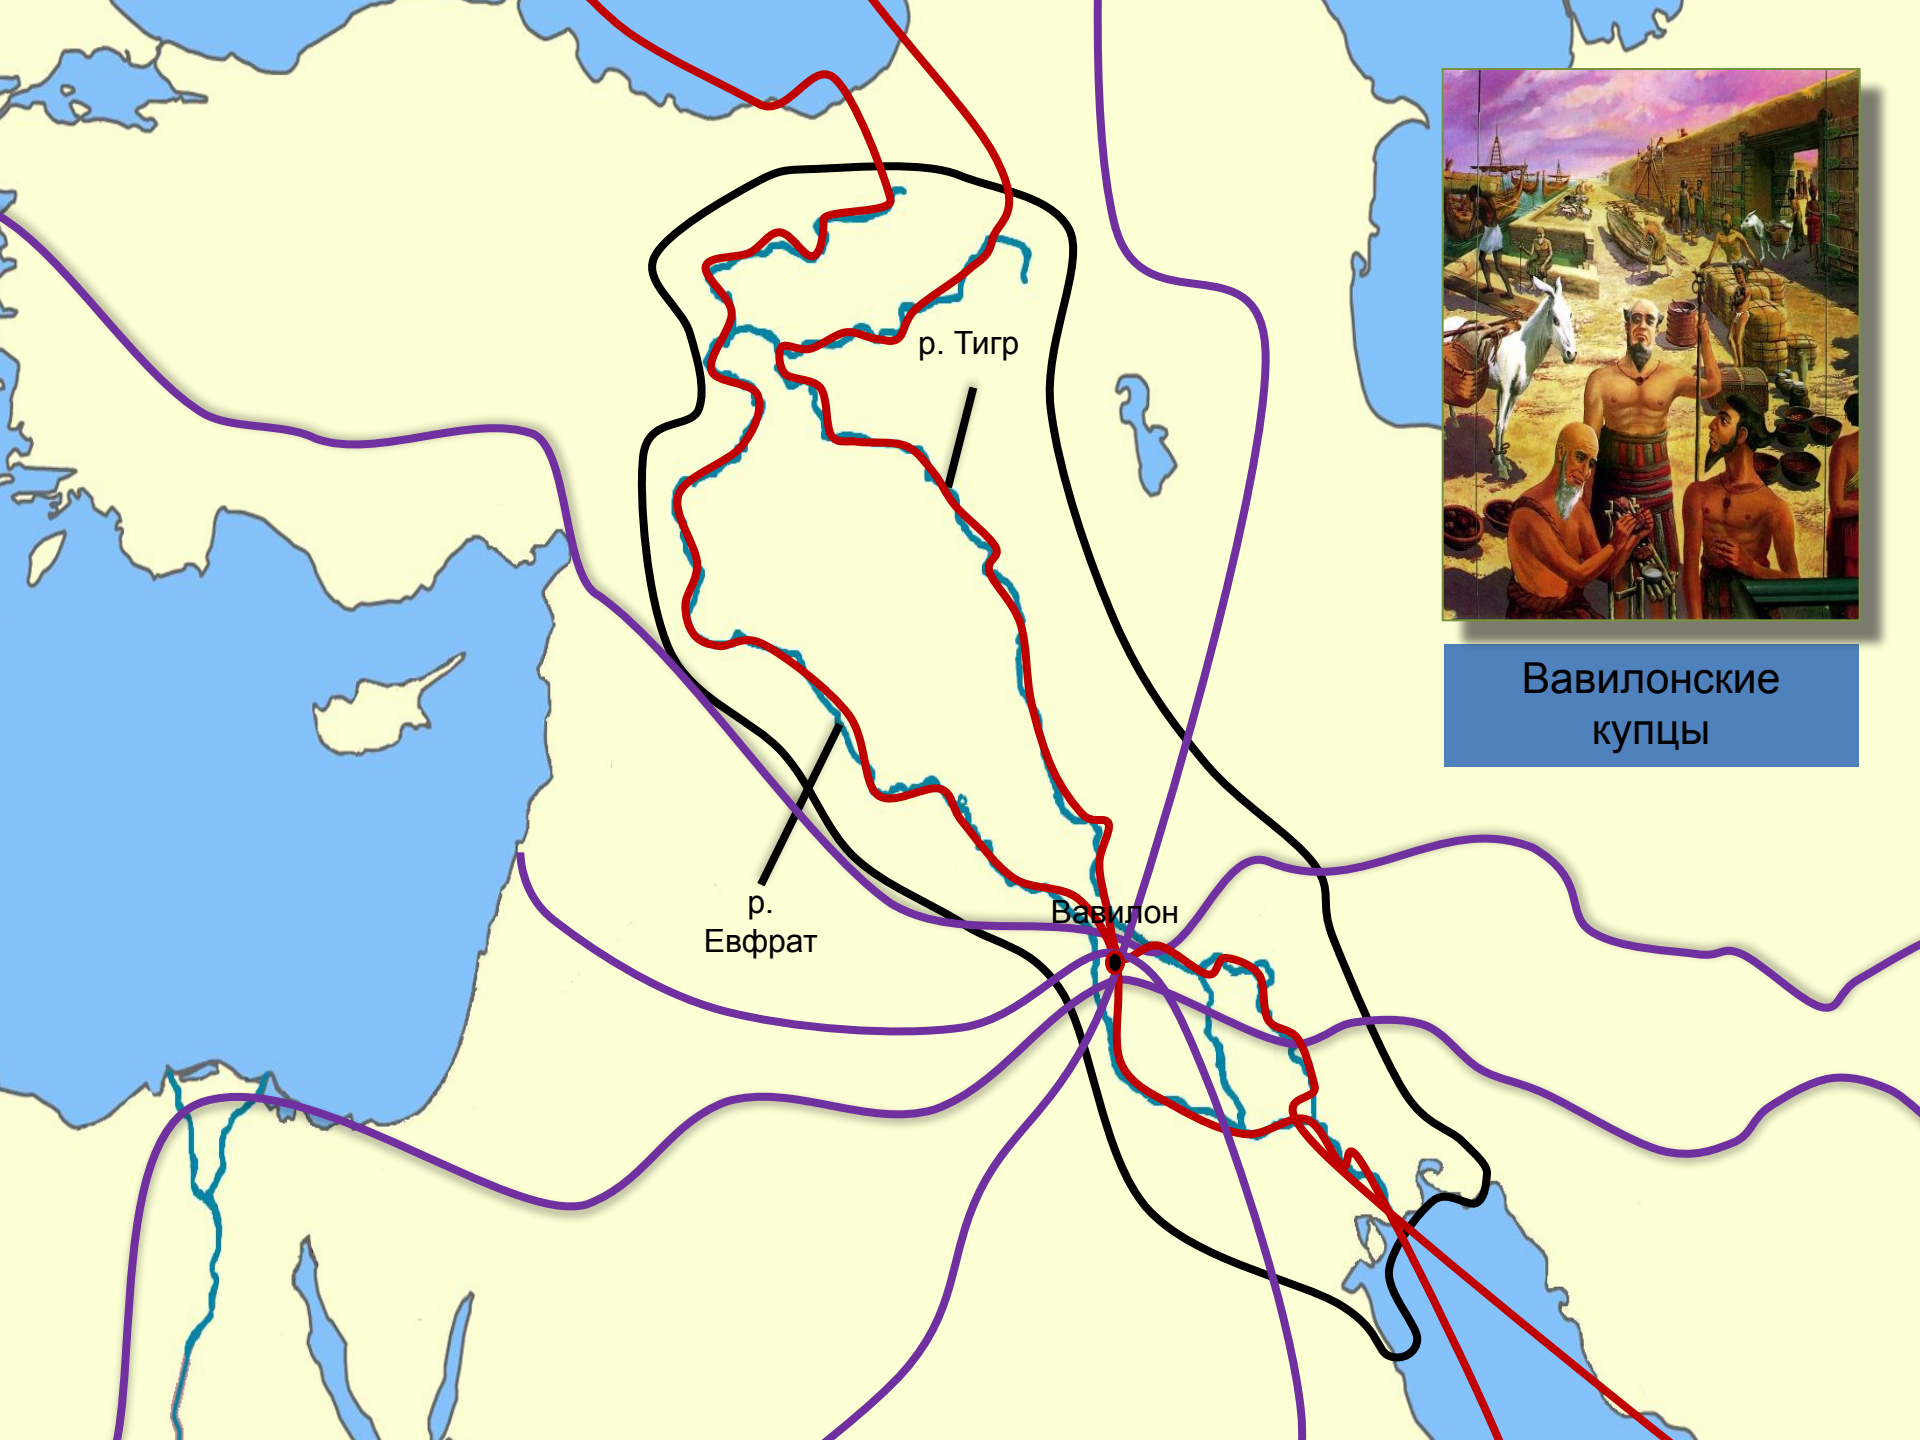 р. Тигр
р.
Евфрат
Вавилон
Вавилонские
купцы